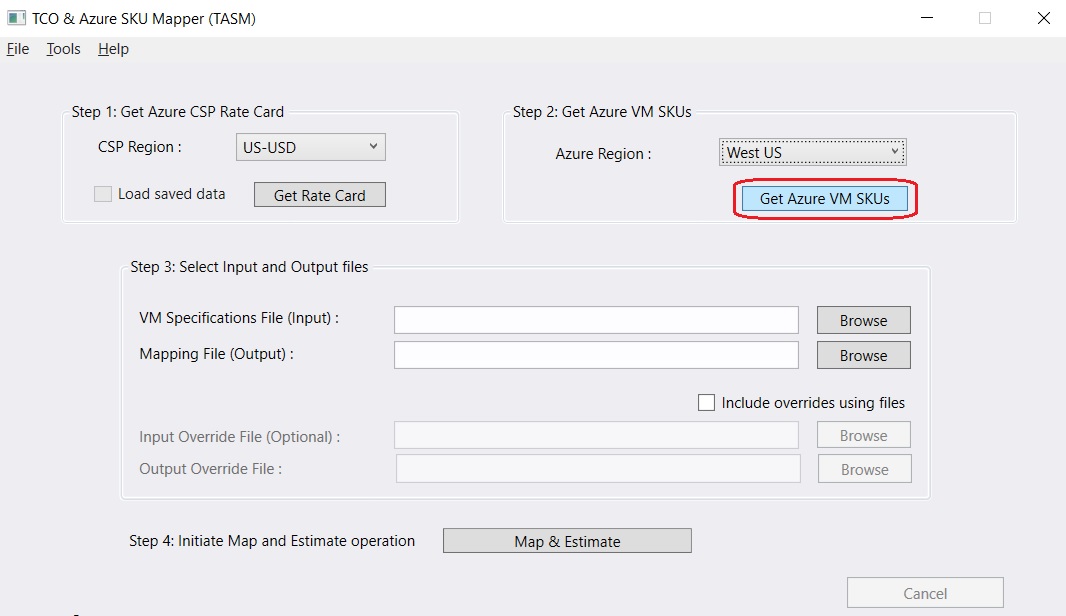 TCO & Azure SKU Mapper (TASM)
File Tools Help
Step 1: Get Azure CSP Rate Card
CSP Region :
US-USD
Load saved data
Get Rate Card
Step 2: Get Azure VM SKUs
Azure Region :
West US
Get Azure VM SKUs
Step 3: Select Input and Output files
VM Specifications File (Input) :
Browse
Mapping File (Output) :
Browse
Include overrides using files
Input Override File (Optional) :
Browse
Output Override File :
Browse
Step 4: Initiate Map and Estimate operation
Map & Estimate
Cancel